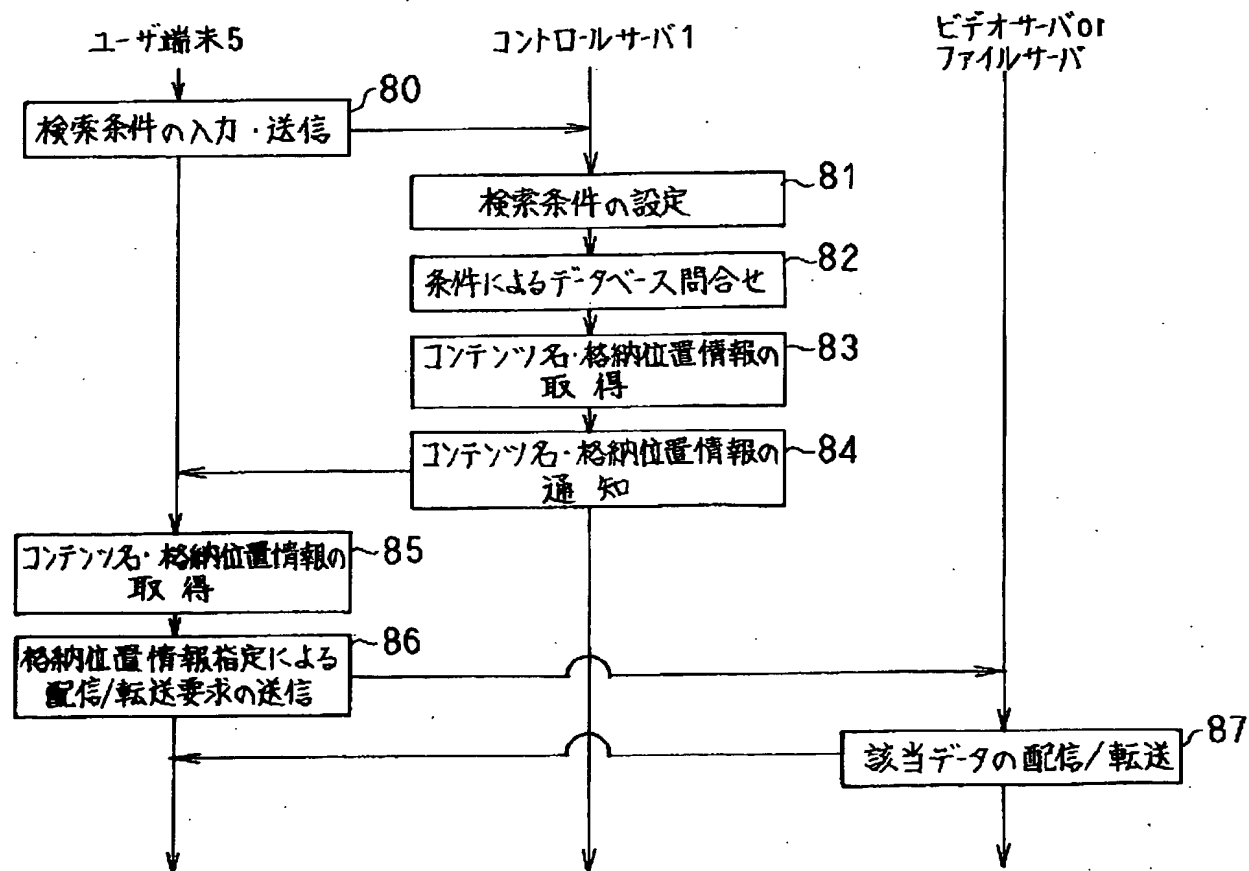 ユーザ端末5
コントロールサーバ1
ビデオサーバor
ファイルサーバ
検索条件の入力・送信
80
検索条件の設定
81
条件によるデータベース問合せ
82
コンテンツ名・格納位置情報の
取得
83
コンテンツ名・格納位置情報の
通知
84
コンテンツ名・格納位置情報の
取得
85
格納位置情報指定による
配信/転送要求の送信
86
該当データの配信/転送
87